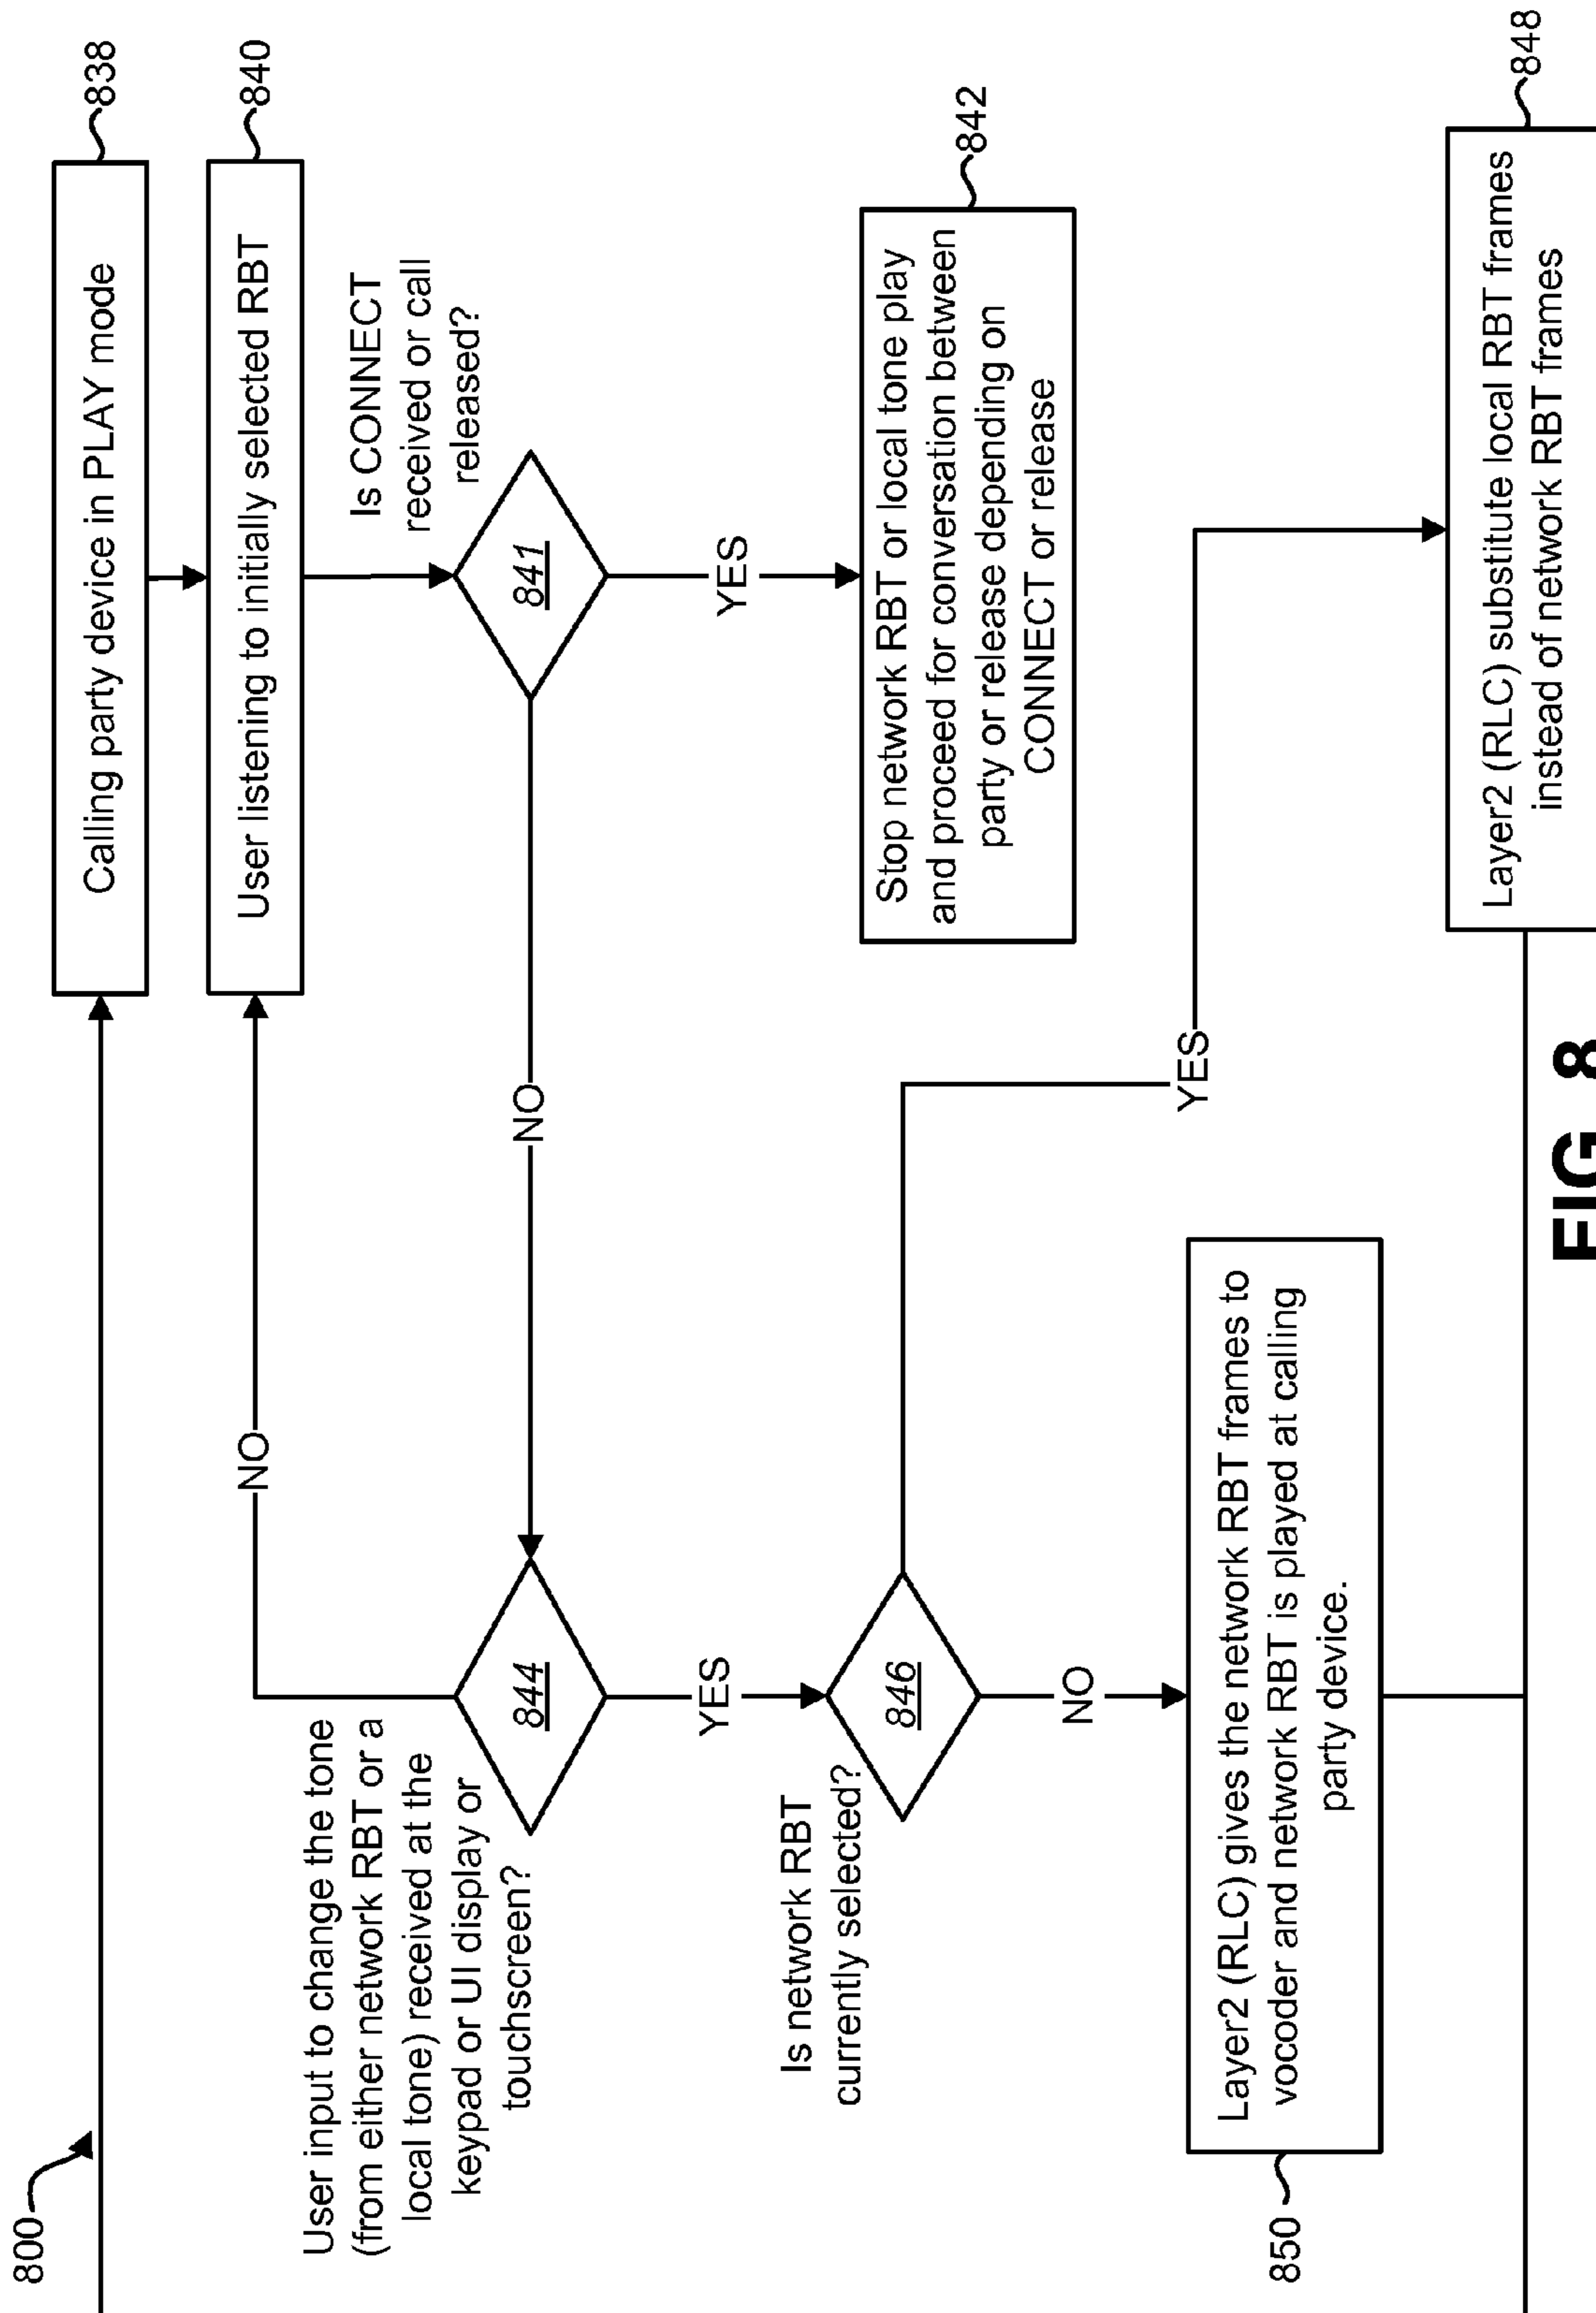 800
Calling party device in PLAY mode
838
User listening to initially selected RBT
840
Is CONNECT
received or call
released?
841
NO
YES
Stop network RBT or local tone play
and proceed for conversation between
party or release depending on
CONNECT or release
842
User input to change the tone
(from either network RBT or a
local tone) received at the
keypad or UI display or
touchscreen?
844
NO
YES
Is network RBT
currently selected?
846
YES
NO
Layer2 (RLC) substitute local RBT frames
instead of network RBT frames
848
Layer2 (RLC) gives the network RBT frames to
vocoder and network RBT is played at calling
party device.
850
FIG. 8